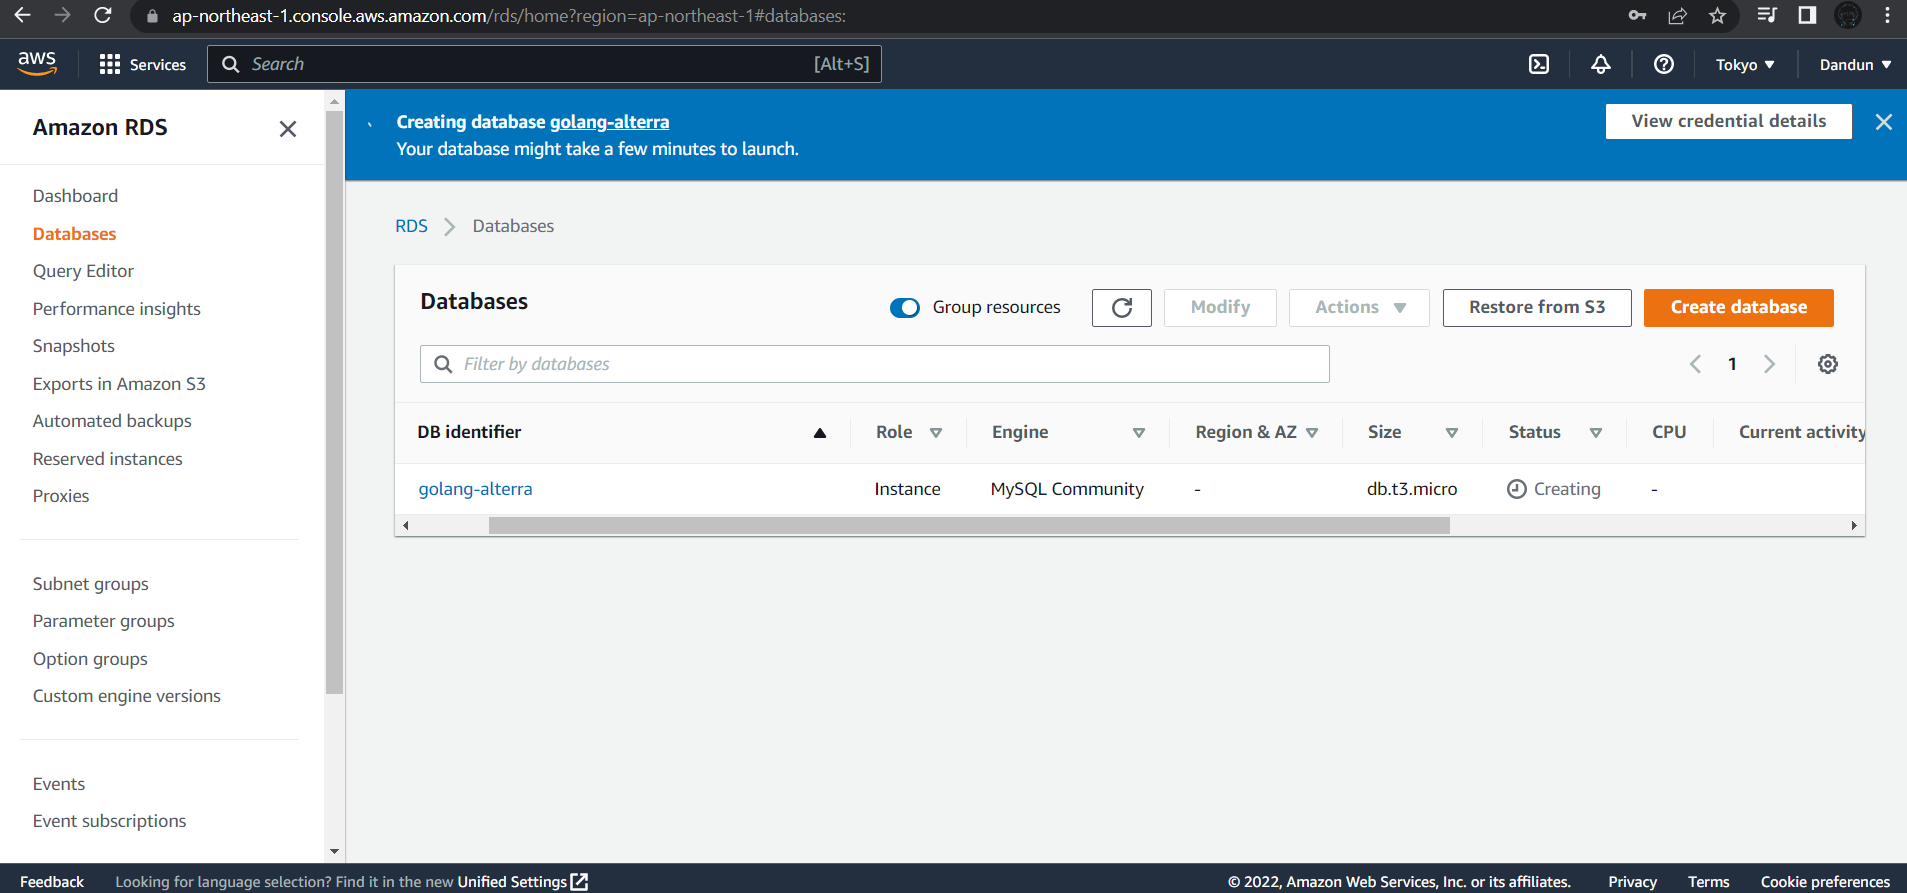 ap-northeast-1.console.aws.amazon.com/rds/home?region=ap-northeast-1#databases:
aws
Services
Search
[Alt+S]
Tokyo
Dandun
Amazon RDS
Dashboard
Databases
Query Editor
Performance insights
Snapshots
Exports in Amazon S3
Automated backups
Reserved instances
Proxies
Subnet groups
Parameter groups
Option groups
Custom engine versions
Events
Event subscriptions
Creating database golang-alterra
Your database might take a few minutes to launch.
View credential details
RDS
Databases
Databases
Group resources
Modify
Actions
Restore from S3
Create database
Filter by databases
1
DB identifier Role Engine Region & AZ Size Status CPU Current activity
golang-alterra Instance MySQL Community - db.t3.micro Creating -
Feedback
Looking for language selection? Find it in the new Unified Settings
© 2022, Amazon Web Services, Inc. or its affiliates.
Privacy
Terms
Cookie preferences